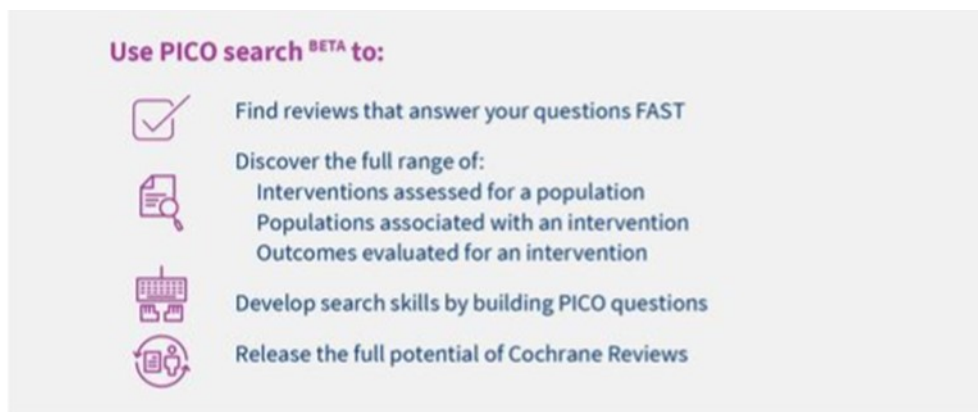 Use PICO search BETA to:
Find reviews that answer your questions FAST
Discover the full range of:
Interventions assessed for a population
Populations associated with an intervention
Outcomes evaluated for an intervention
Develop search skills by building PICO questions
Release the full potential of Cochrane Reviews